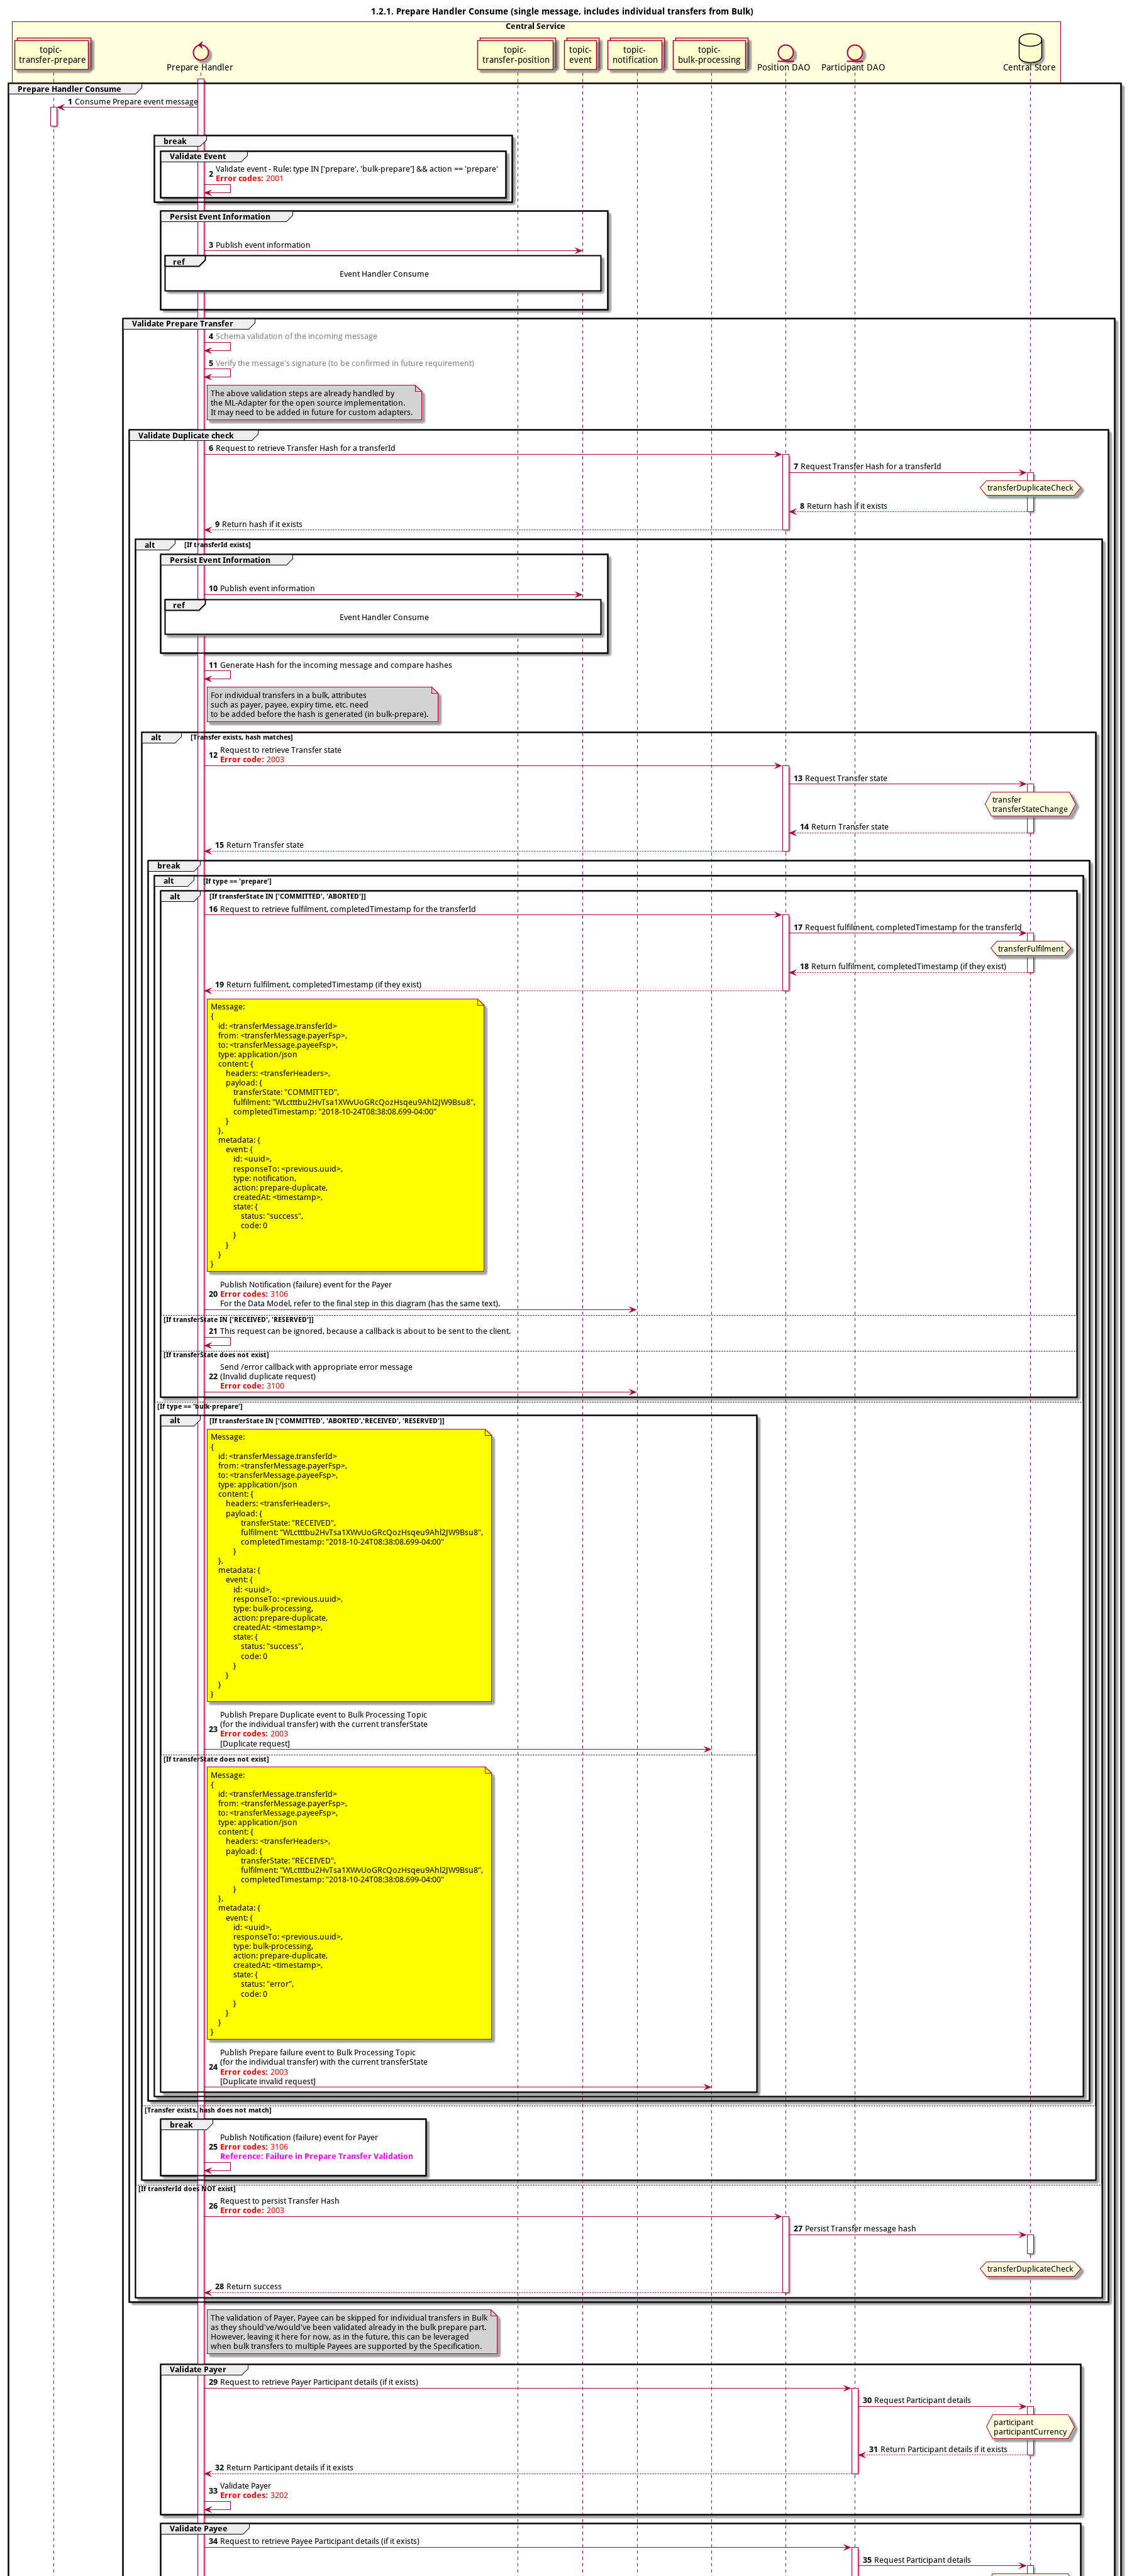 1.2.1. Prepare Handler Consume (single message, includes individual transfers from Bulk)
Central Service
topic-
transfer-prepare
Prepare Handler
topic-
transfer-position
topic-
event
topic-
notification
topic-
bulk-processing
Position DAO
Participant DAO
Central Store
Prepare Handler Consume
1 Consume Prepare event message
break
Validate Event
2 Validate event - Rule: type IN ['prepare', 'bulk-prepare'] && action == 'prepare'
Error codes: 2001
Persist Event Information
3 Publish event information
ref
Event Handler Consume
Validate Prepare Transfer
4 Schema validation of the incoming message
5 Verify the message's signature (to be confirmed in future requirement)
The above validation steps are already handled by
the ML-Adapter for the open source implementation.
It may need to be added in future for custom adapters.
Validate Duplicate check
6 Request to retrieve Transfer Hash for a transferId
7 Request Transfer Hash for a transferId
transferDuplicateCheck
8 Return hash if it exists
9 Return hash if it exists
alt [If transferId exists]
Persist Event Information
10 Publish event information
ref
Event Handler Consume
11 Generate Hash for the incoming message and compare hashes
For individual transfers in a bulk, attributes
such as payer, payee, expiry time, etc. need
to be added before the hash is generated (in bulk-prepare).
alt [Transfer exists, hash matches]
12 Request to retrieve Transfer state
Error code: 2003
13 Request Transfer state
transfer
transferStateChange
14 Return Transfer state
15 Return Transfer state
break
alt [If type == 'prepare']
alt [If transferState IN ['COMMITTED', 'ABORTED']]
16 Request to retrieve fulfilment, completedTimestamp for the transferId
17 Request fulfilment, completedTimestamp for the transferId
transferFulfilment
18 Return fulfilment, completedTimestamp (if they exist)
19 Return fulfilment, completedTimestamp (if they exist)
Message:
{
id: <transferMessage.transferId>
from: <transferMessage.payerFsp>,
to: <transferMessage.payeeFsp>,
type: application/json
content: {
headers: <transferHeaders>,
payload: {
transferState: "COMMITTED",
fulfilment: "WLctttbu2HvTsa1XWvUoGRcQozHsqeu9Ahl2JW9Bsu8",
completedTimestamp: "2018-10-24T08:38:08.699-04:00"
}
},
metadata: {
event: {
id: <uuid>,
responseTo: <previous.uuid>,
type: notification,
action: prepare-duplicate,
createdAt: <timestamp>,
state: {
status: "success",
code: 0
}
}
}
}
20 Publish Notification (failure) event for the Payer
Error codes: 3106
For the Data Model, refer to the final step in this diagram (has the same text).
[If transferState IN ['RECEIVED', 'RESERVED']]
21 This request can be ignored, because a callback is about to be sent to the client.
[If transferState does not exist]
22 Send /error callback with appropriate error message
(Invalid duplicate request)
Error code: 3100
[If type == 'bulk-prepare']
alt [If transferState IN ['COMMITTED', 'ABORTED','RECEIVED', 'RESERVED']]
Message:
{
id: <transferMessage.transferId>
from: <transferMessage.payerFsp>,
to: <transferMessage.payeeFsp>,
type: application/json
content: {
headers: <transferHeaders>,
payload: {
transferState: "RECEIVED",
fulfilment: "WLctttbu2HvTsa1XWvUoGRcQozHsqeu9Ahl2JW9Bsu8",
completedTimestamp: "2018-10-24T08:38:08.699-04:00"
}
},
metadata: {
event: {
id: <uuid>,
responseTo: <previous.uuid>,
type: bulk-processing,
action: prepare-duplicate,
createdAt: <timestamp>,
state: {
status: "success",
code: 0
}
}
}
}
23 Publish Prepare Duplicate event to Bulk Processing Topic
(for the individual transfer) with the current transferState
Error codes: 2003
[Duplicate request]
[If transferState does not exist]
Message:
{
id: <transferMessage.transferId>
from: <transferMessage.payerFsp>,
to: <transferMessage.payeeFsp>,
type: application/json
content: {
headers: <transferHeaders>,
payload: {
transferState: "RECEIVED",
fulfilment: "WLctttbu2HvTsa1XWvUoGRcQozHsqeu9Ahl2JW9Bsu8",
completedTimestamp: "2018-10-24T08:38:08.699-04:00"
}
},
metadata: {
event: {
id: <uuid>,
responseTo: <previous.uuid>,
type: bulk-processing,
action: prepare-duplicate,
createdAt: <timestamp>,
state: {
status: "error",
code: 0
}
}
}
}
24 Publish Prepare failure event to Bulk Processing Topic
(for the individual transfer) with the current transferState
Error codes: 2003
[Duplicate invalid request]
[Transfer exists, hash does not match]
break
25 Publish Notification (failure) event for Payer
Error codes: 3106
Reference: Failure in Prepare Transfer Validation
[If transferId does NOT exist]
26 Request to persist Transfer Hash
Error code: 2003
27 Persist Transfer message hash
transferDuplicateCheck
28 Return success
The validation of Payer, Payee can be skipped for individual transfers in Bulk
as they should've/would've been validated already in the bulk prepare part.
However, leaving it here for now, as in the future, this can be leveraged
when bulk transfers to multiple Payees are supported by the Specification.
Validate Payer
29 Request to retrieve Payer Participant details (if it exists)
30 Request Participant details
participant
participantCurrency
31 Return Participant details if it exists
32 Return Participant details if it exists
33 Validate Payer
Error codes: 3202
Validate Payee
34 Request to retrieve Payee Participant details (if it exists)
35 Request Participant details